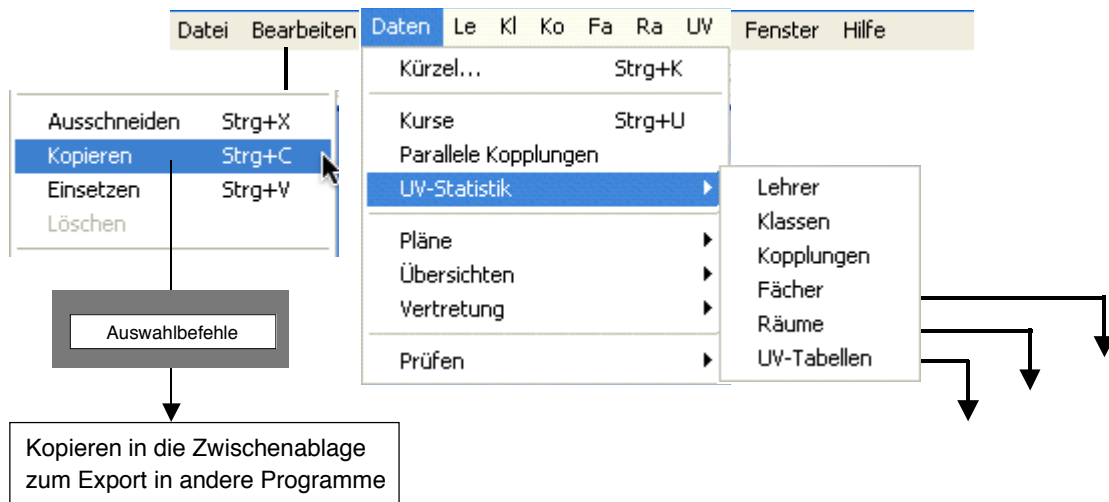 Datei Bearbeiten Daten Le Kl Ko Fa Ra UV Fenster Hilfe
Ausschneiden Strg+X
Kopieren Strg+C
Einsetzen Strg+V
Löschen
Auswahlbefehle
Kopieren in die Zwischenablage
zum Export in andere Programme
Kürzel... Strg+K
Kurse Strg+U
Parallele Kopplungen
UV-Statistik
Pläne
Übersichten
Vertretung
Prüfen
Lehrer
Klassen
Kopplungen
Fächer
Räume
UV-Tabellen